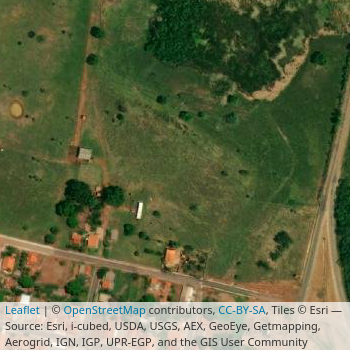 Leaflet | © OpenStreetMap contributors, CC-BY-SA, Tiles © Esri —
Source: Esri, i-cubed, USDA, USGS, AEX, GeoEye, Getmapping,
Aerogrid, IGN, IGP, UPR-EGP, and the GIS User Community